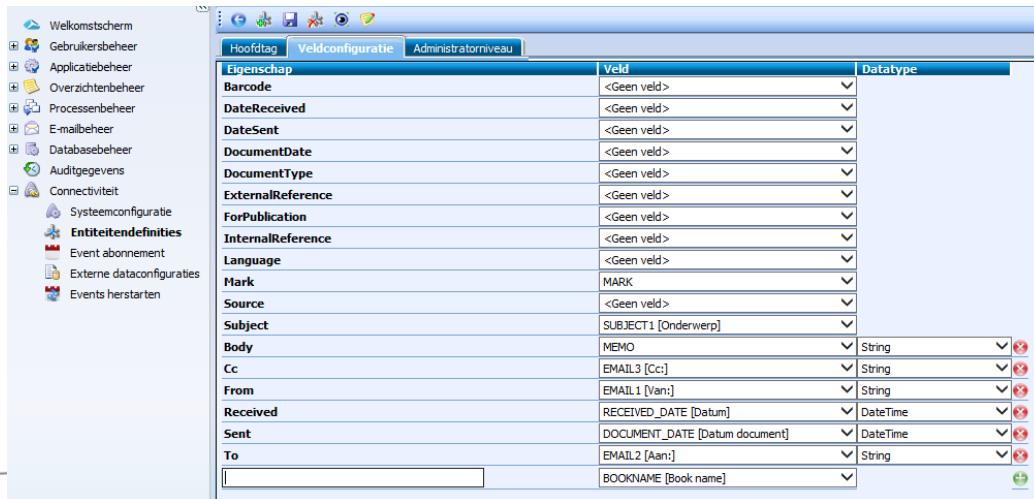 Welkomstscherm
Gebruikersbeheer
Applicatiebeheer
Overzichtenbeheer
Processenbeheer
E-mailbeheer
Databasebeheer
Auditgegevens
Connectiviteit
Systeemconfiguratie
Entiteitendefinities
Event abonnement
Externe dataconfiguraties
Events herstarten
Hoofdtag Veldconfiguratie Administratorniveau
Eigenschap Veld Datatype
Barcode <Geen veld>
DateReceived <Geen veld>
DateSent <Geen veld>
DocumentDate <Geen veld>
DocumentType <Geen veld>
ExternalReference <Geen veld>
ForPublication <Geen veld>
InternalReference <Geen veld>
Language <Geen veld>
Mark MARK
Source <Geen veld>
Subject SUBJECT1 [Onderwerp]
Body MEMO String
Cc EMAIL3 [Cc:] String
From EMAIL1 [Van:] String
Received RECEIVED_DATE [Datum] DateTime
Sent DOCUMENT_DATE [Datum document] DateTime
To EMAIL2 [Aan:] String
BOOKNAME [Book name]